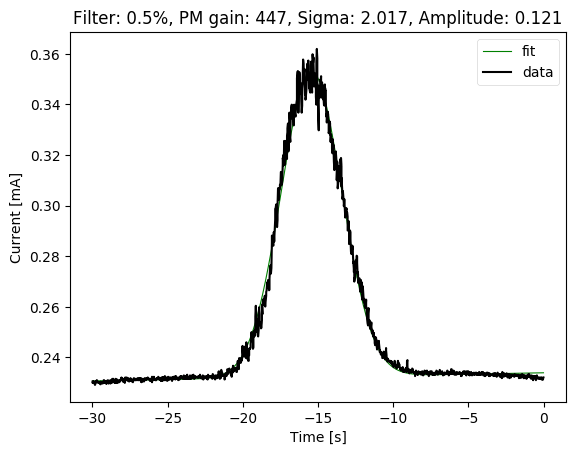 Filter: 0.5%, PM gain: 447, Sigma: 2.017, Amplitude: 0.121
fit
data
0.36
0.34
0.32
0.30
0.28
0.26
0.24
Current [mA]
−30 −25 −20 −15 −10 −5 0
Time [s]